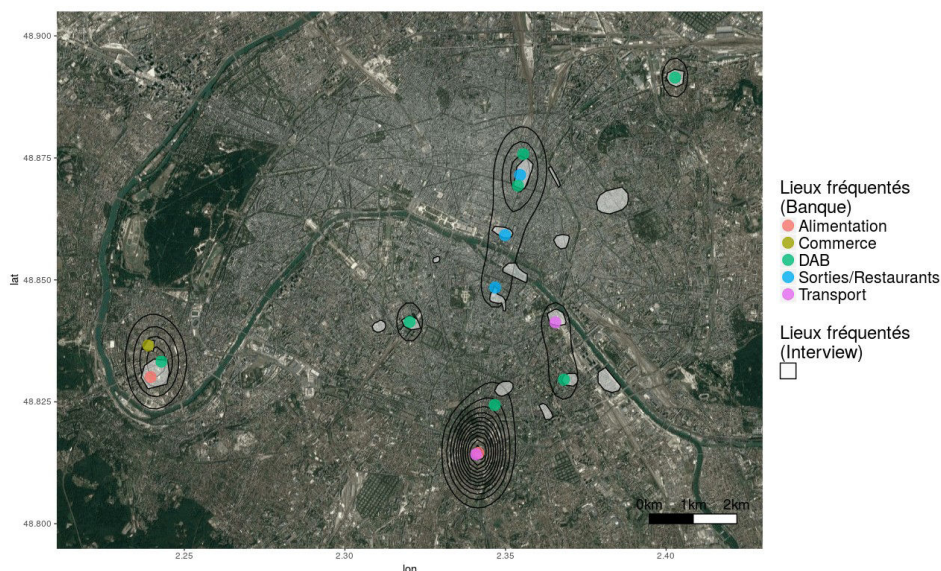 48.900
48.875
48.850
48.825
48.800
lat
2.25
2.30
2.35
2.40
lon
0km 1km 2km
Lieux fréquentés
(Banque)
Alimentation
Commerce
DAB
Sorties/Restaurants
Transport
Lieux fréquentés
(Interview)